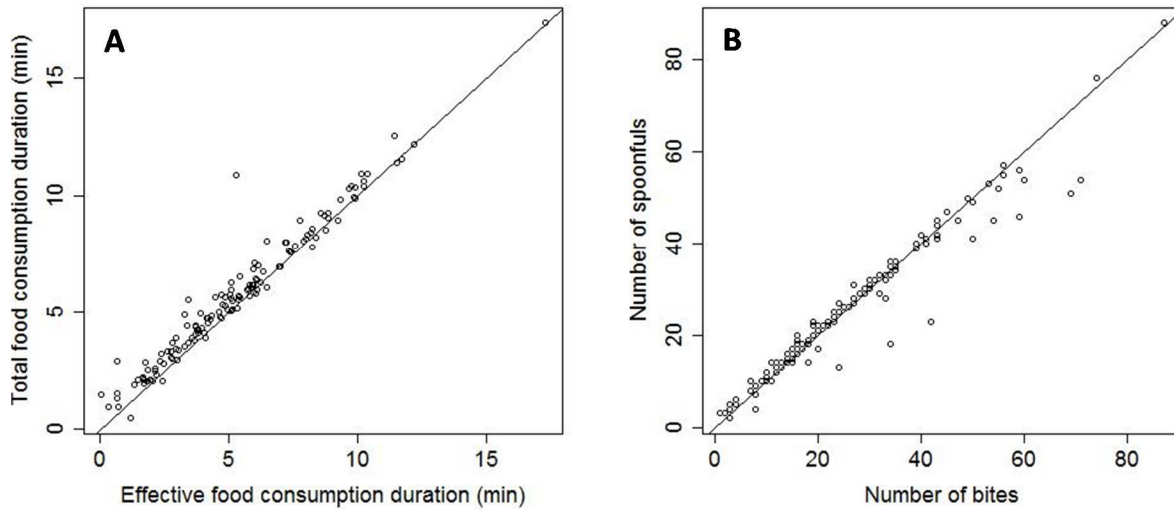 A
Total food consumption duration (min)
15
10
5
0
0 5 10 15
Effective food consumption duration (min)
B
Number of spoonfuls
80
60
40
20
0
0 20 40 60 80
Number of bites